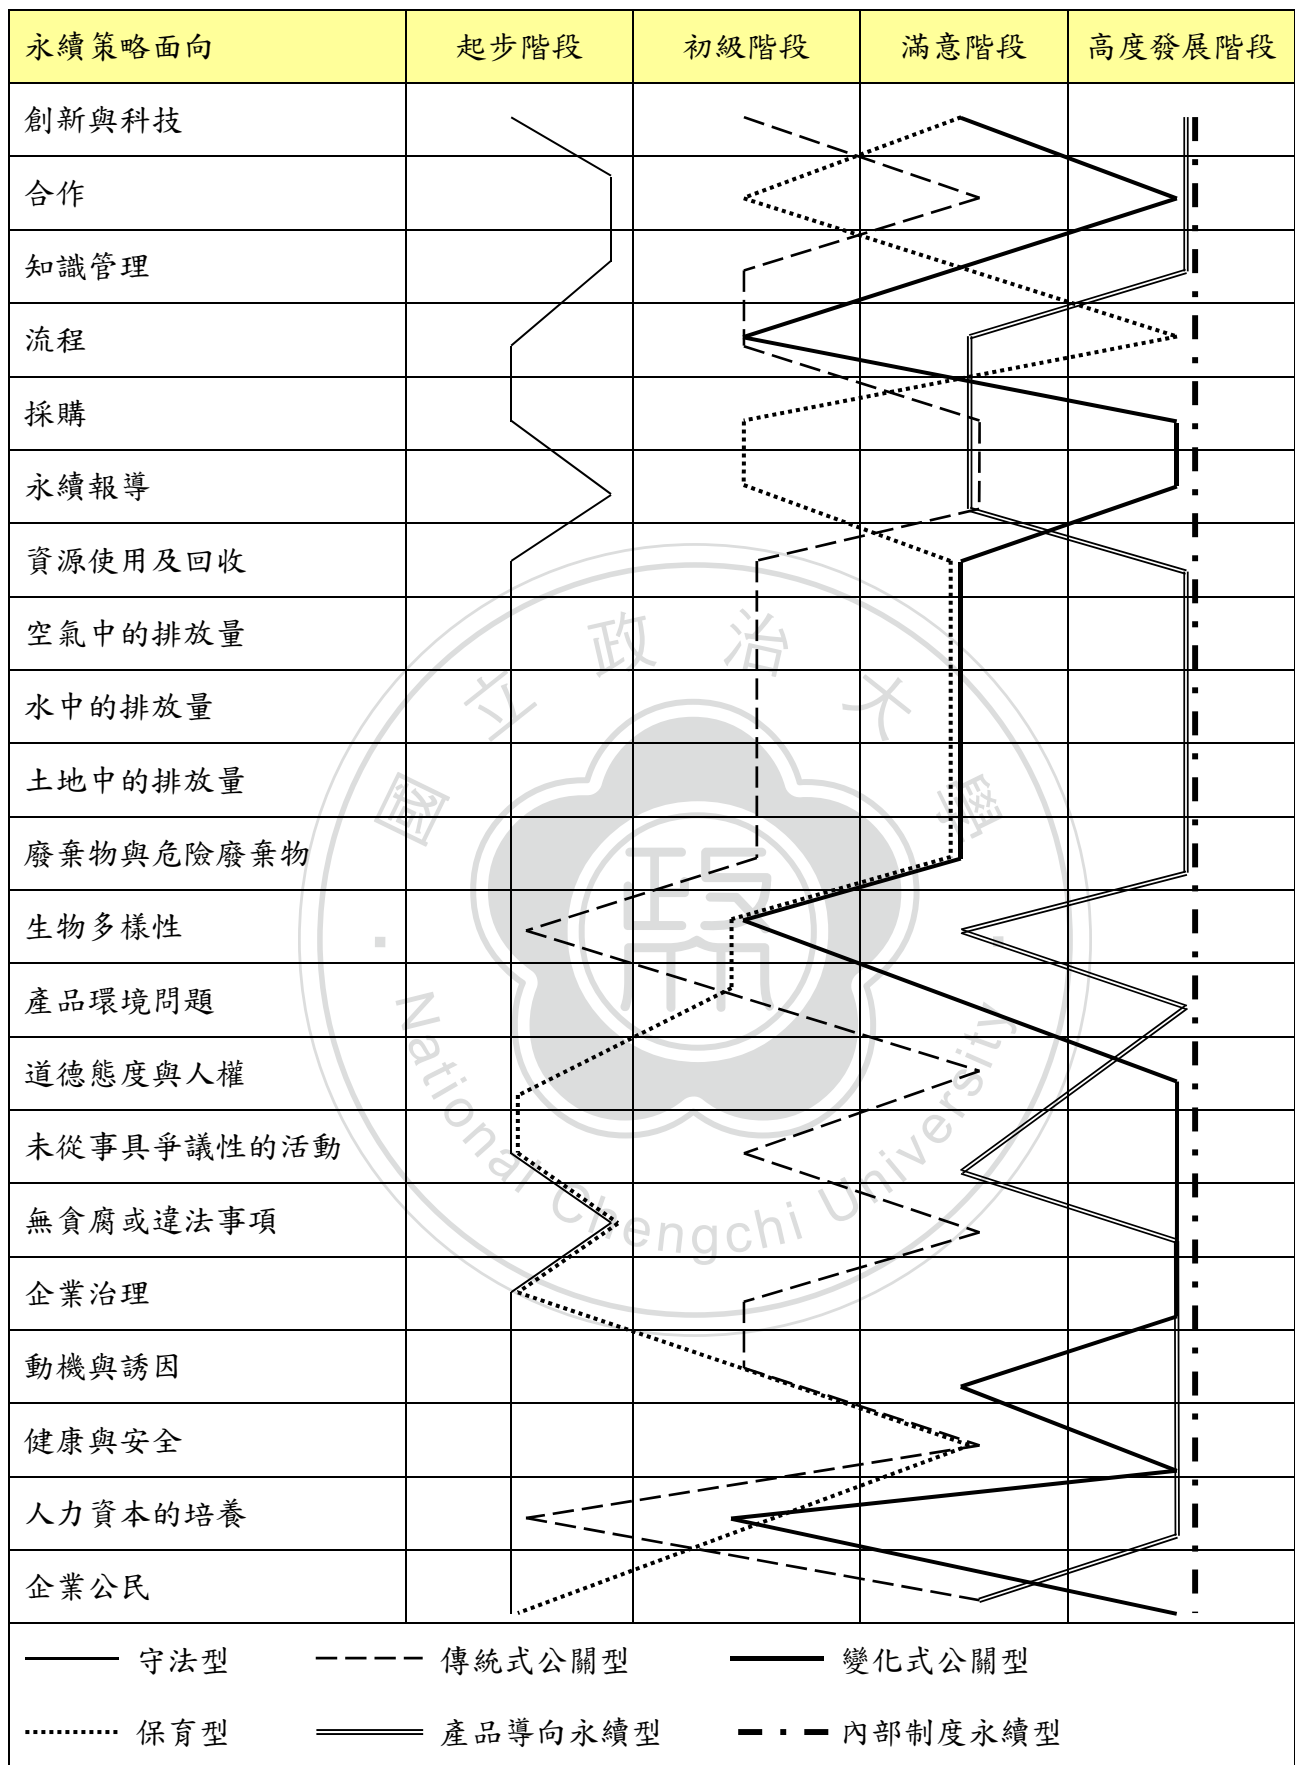 永續策略面向 起步階段 初級階段 滿意階段 高度發展階段
創新與科技
合作
知識管理
流程
採購
永續報導
資源使用及回收
空氣中的排放量
水中的排放量
土地中的排放量
廢棄物與危險廢棄物
生物多樣性
產品環境問題
道德態度與人權
未從事具爭議性的活動
無貪腐或違法事項
企業治理
動機與誘因
健康與安全
人力資本的培養
企業公民
守法型 傳統式公關型 變化式公關型
保育型 產品導向永續型 內部制度永續型
國立政治大學
National Chengchi University